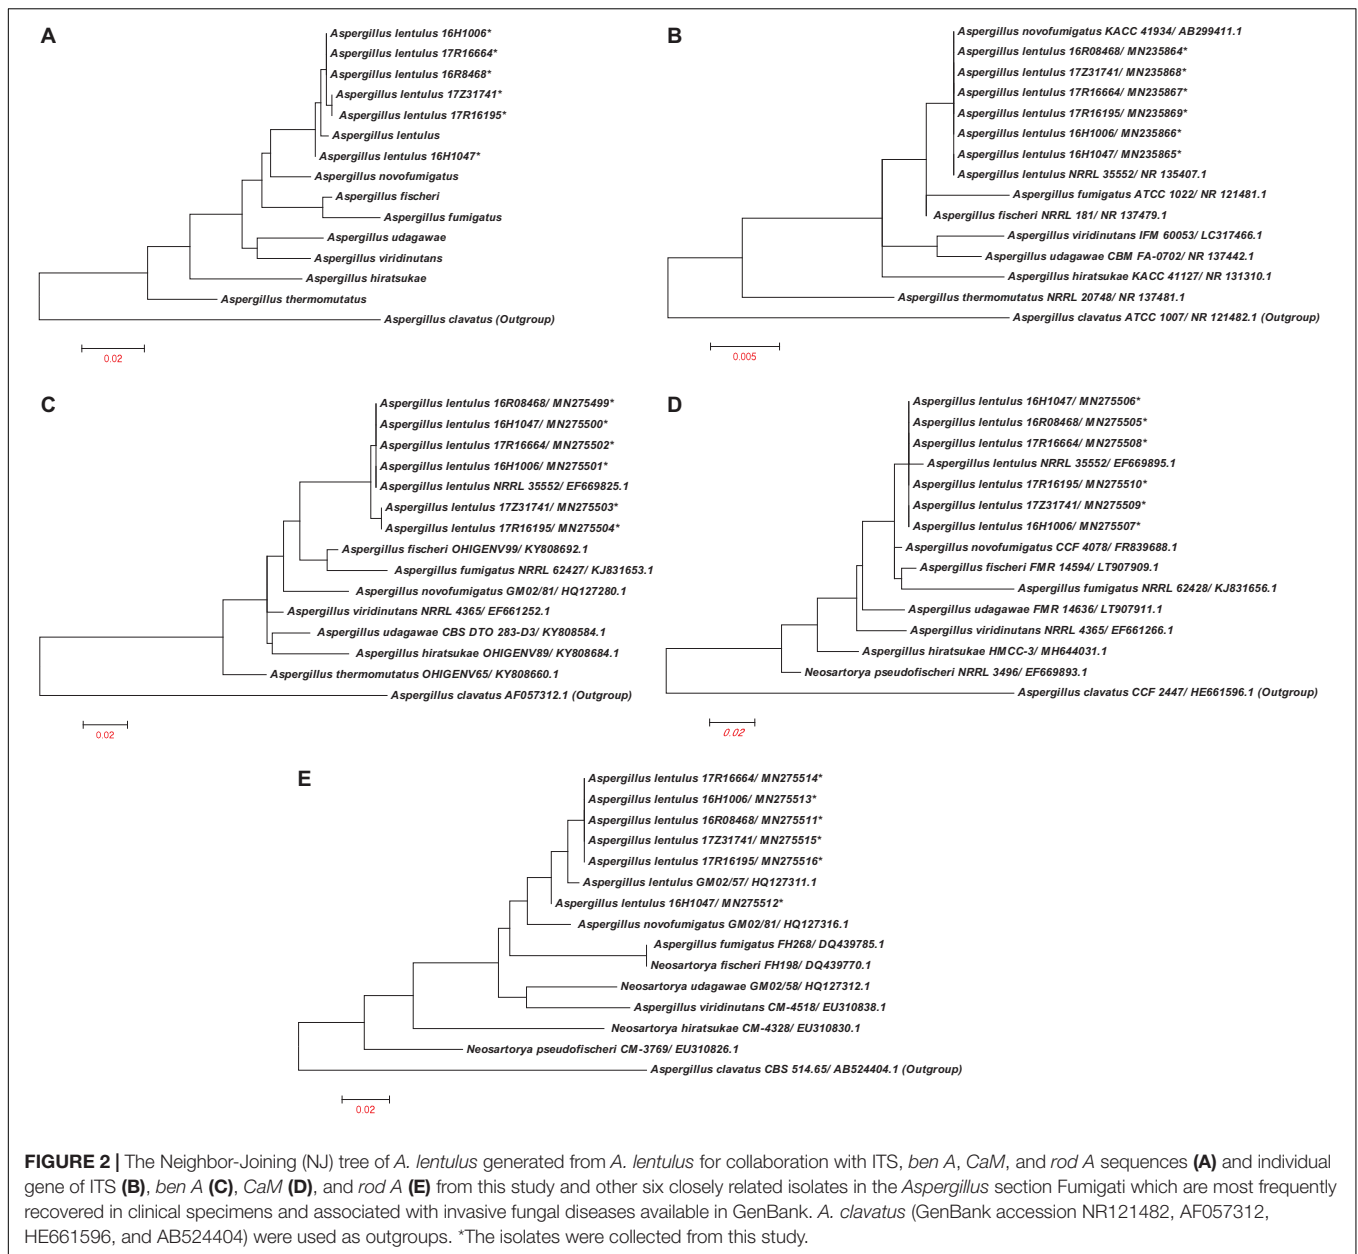 A
Aspergillus lentulus 16H1006*
Aspergillus lentulus 17R16664*
Aspergillus lentulus 16R8468*
Aspergillus lentulus 17Z31741*
Aspergillus lentulus 17R16195*
Aspergillus lentulus
Aspergillus lentulus 16H1047*
Aspergillus novofumigatus
Aspergillus fischeri
Aspergillus fumigatus
Aspergillus udagawae
Aspergillus viridinutans
Aspergillus hiratsukae
Aspergillus thermomutatus
Aspergillus clavatus (Outgroup)
0.02
B
Aspergillus novofumigatus KACC 41934/ AB299411.1
Aspergillus lentulus 16R08468/ MN235864*
Aspergillus lentulus 17Z31741/ MN235868*
Aspergillus lentulus 17R16664/ MN235867*
Aspergillus lentulus 17R16195/ MN235869*
Aspergillus lentulus 16H1006/ MN235866*
Aspergillus lentulus 16H1047/ MN235865*
Aspergillus lentulus NRRL 35552/ NR 135407.1
Aspergillus fumigatus ATCC 1022/ NR 121481.1
Aspergillus fischeri NRRL 181/ NR 137479.1
Aspergillus viridinutans IFM 60053/ LC317466.1
Aspergillus udagawae CBM FA-0702/ NR 137442.1
Aspergillus hiratsukae KACC 41127/ NR 131310.1
Aspergillus thermomutatus NRRL 20748/ NR 137481.1
Aspergillus clavatus ATCC 1007/ NR 121482.1 (Outgroup)
0.005
C
Aspergillus lentulus 16R08468/ MN275499*
Aspergillus lentulus 16H1047/ MN275500*
Aspergillus lentulus 17R16664/ MN275502*
Aspergillus lentulus 16H1006/ MN275501*
Aspergillus lentulus NRRL 35552/ EF669825.1
Aspergillus lentulus 17Z31741/ MN275503*
Aspergillus lentulus 17R16195/ MN275504*
Aspergillus fischeri OHIGENV99/ KY808692.1
Aspergillus fumigatus NRRL 62427/ KJ831653.1
Aspergillus novofumigatus GM02/81/ HQ127280.1
Aspergillus viridinutans NRRL 4365/ EF661252.1
Aspergillus udagawae CBS DTO 283-D3/ KY808584.1
Aspergillus hiratsukae OHIGENV89/ KY808684.1
Aspergillus thermomutatus OHIGENV65/ KY808660.1
Aspergillus clavatus AF057312.1 (Outgroup)
0.02
D
Aspergillus lentulus 16H1047/ MN275506*
Aspergillus lentulus 16R08468/ MN275505*
Aspergillus lentulus 17R16664/ MN275508*
Aspergillus lentulus NRRL 35552/ EF669895.1
Aspergillus lentulus 17R16195/ MN275510*
Aspergillus lentulus 17Z31741/ MN275509*
Aspergillus lentulus 16H1006/ MN275507*
Aspergillus novofumigatus CCF 4078/ FR839688.1
Aspergillus fischeri FMR 14594/ LT907909.1
Aspergillus fumigatus NRRL 62428/ KJ831656.1
Aspergillus udagawae FMR 14636/ LT907911.1
Aspergillus viridinutans NRRL 4365/ EF661266.1
Aspergillus hiratsukae HMCC-3/ MH644031.1
Neosartorya pseudofischeri NRRL 3496/ EF669893.1
Aspergillus clavatus CCF 2447/ HE661596.1 (Outgroup)
0.02
E
Aspergillus lentulus 17R16664/ MN275514*
Aspergillus lentulus 16H1006/ MN275513*
Aspergillus lentulus 16R08468/ MN275511*
Aspergillus lentulus 17Z31741/ MN275515*
Aspergillus lentulus 17R16195/ MN275516*
Aspergillus lentulus GM02/57/ HQ127311.1
Aspergillus lentulus 16H1047/ MN275512*
Aspergillus novofumigatus GM02/81/ HQ127316.1
Aspergillus fumigatus FH268/ DQ439785.1
Neosartorya fischeri FH198/ DQ439770.1
Neosartorya udagawae GM02/58/ HQ127312.1
Aspergillus viridinutans CM-4518/ EU310838.1
Neosartorya hiratsukae CM-4328/ EU310830.1
Neosartorya pseudofischeri CM-3769/ EU310826.1
Aspergillus clavatus CBS 514.65/ AB524404.1 (Outgroup)
0.02
FIGURE 2 | The Neighbor-Joining (NJ) tree of A. lentulus generated from A. lentulus for collaboration with ITS, ben A, CaM, and rod A sequences (A) and individual
gene of ITS (B), ben A (C), CaM (D), and rod A (E) from this study and other six closely related isolates in the Aspergillus section Fumigati which are most frequently
recovered in clinical specimens and associated with invasive fungal diseases available in GenBank. A. clavatus (GenBank accession NR121482, AF057312,
HE661596, and AB524404) were used as outgroups. *The isolates were collected from this study.